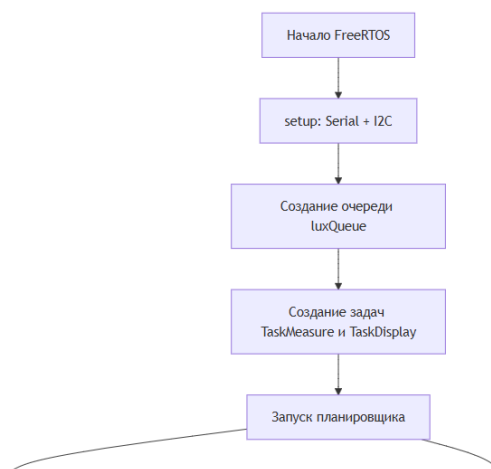 Начало FreeRTOS
setup: Serial + I2C
Создание очереди
luxQueue
Создание задач
TaskMeasure и TaskDisplay
Запуск планировщика